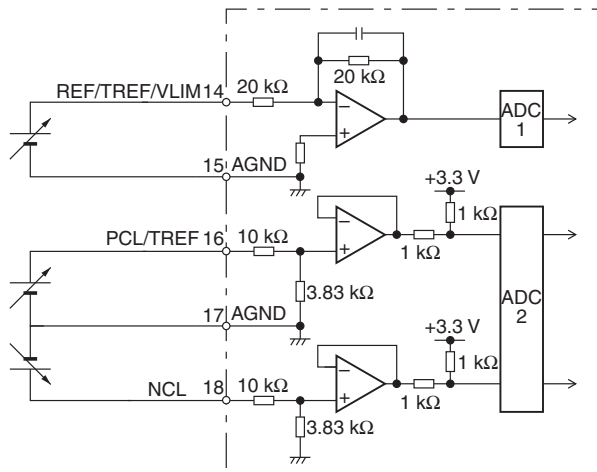 REF/TREF/VLIM 14
20 kΩ
20 kΩ
ADC
1
15 AGND
+3.3 V
1 kΩ
PCL/TREF 16
10 kΩ
1 kΩ
3.83 kΩ
ADC
2
17 AGND
+3.3 V
1 kΩ
NCL 18
10 kΩ
1 kΩ
3.83 kΩ